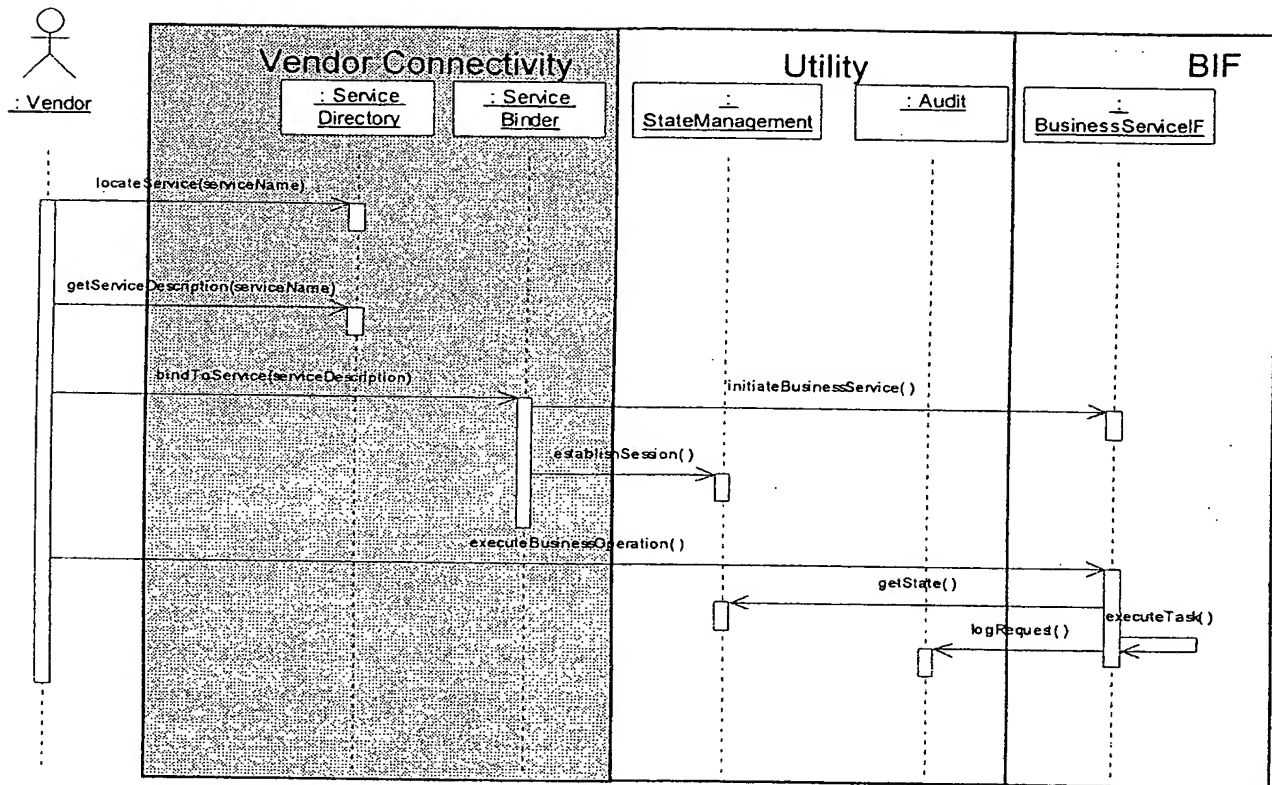 Vendor Connectivity
Utility
BIF
: Vendor
: Service
Directory
: Service
Binder
:
StateManagement
: Audit
:
BusinessServiceIF
locateService(serviceName)
getServiceDescription(serviceName)
bindToService(serviceDescription)
initiateBusinessService()
establishSession()
executeBusinessOperation()
getState()
executeTask()
logRequest()